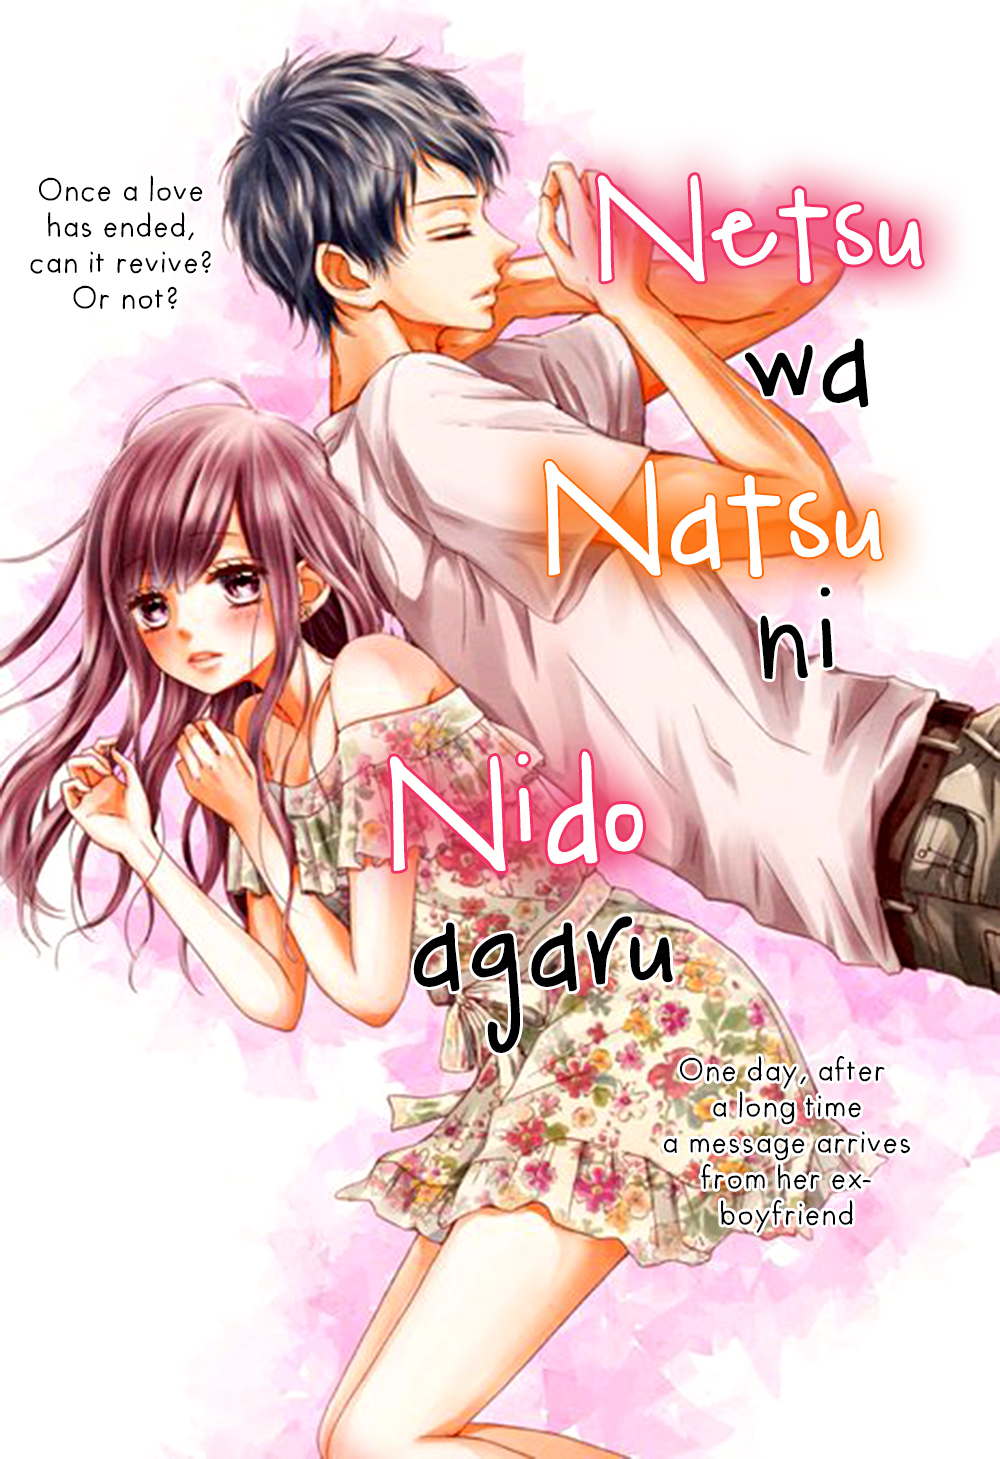 Once a love
has ended,
can it revive?
Or not?
Netsu
wa
Natsu
ni
Nido
agaru
One day, after
a long time
a message arrives
from her ex-
boyfriend